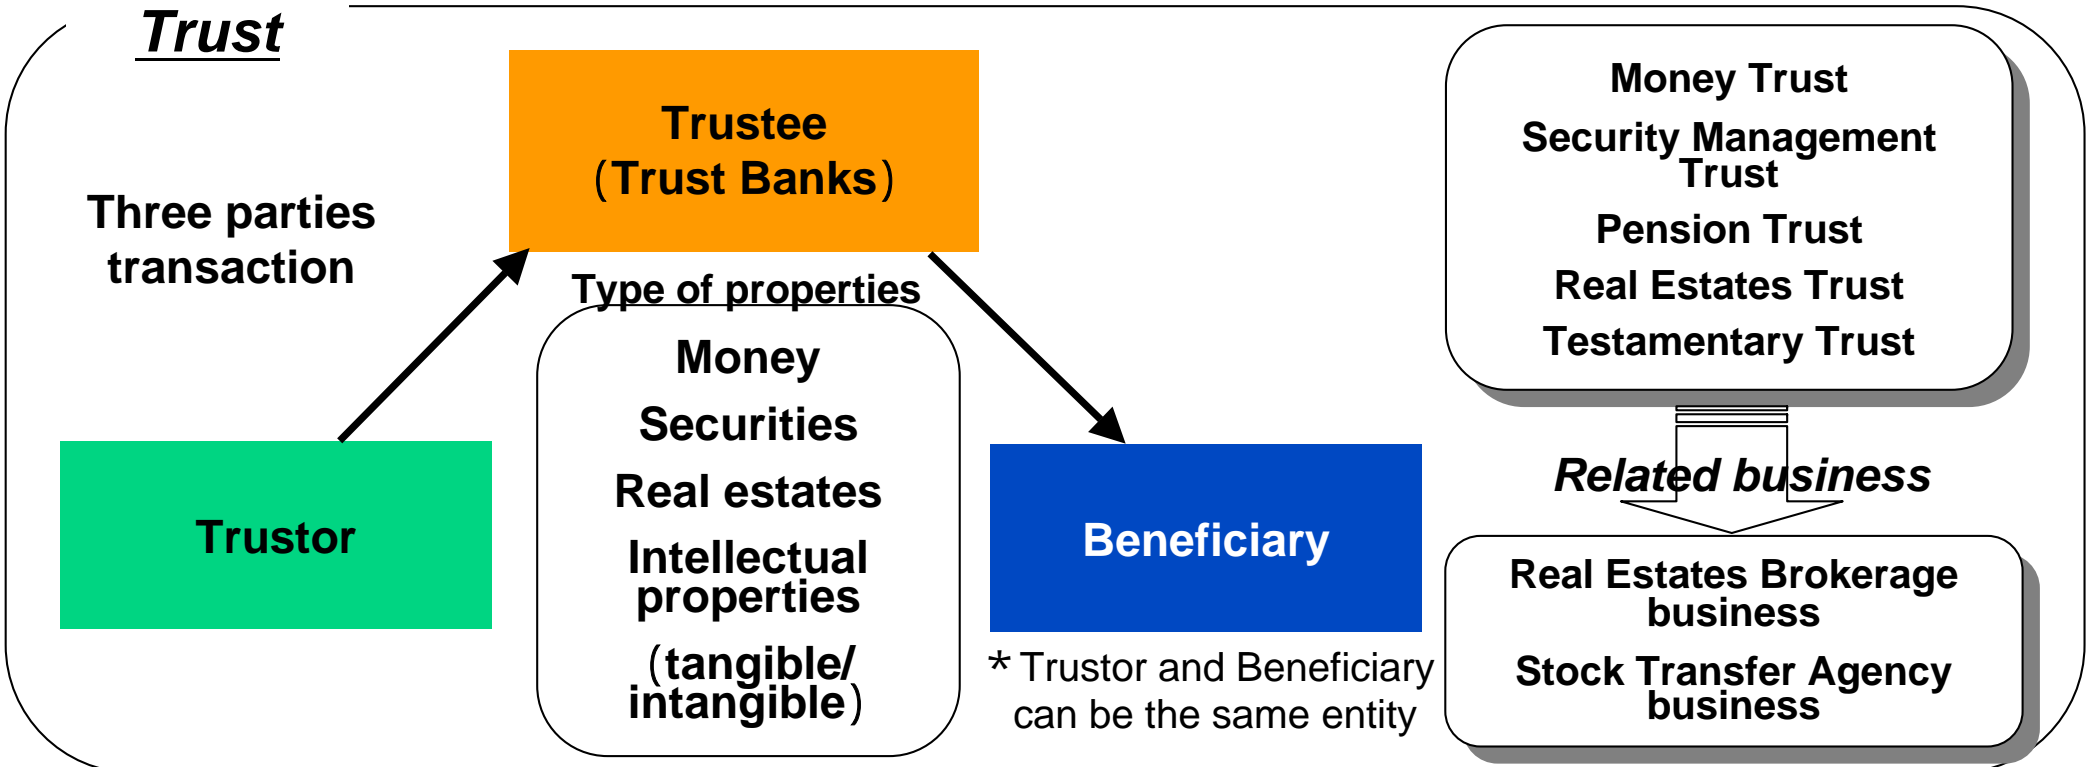 Trust
Three parties
transaction
Trustee
(Trust Banks)
Type of properties
Money
Securities
Real estates
Intellectual
properties
(tangible/
intangible)
Trustor
Beneficiary
* Trustor and Beneficiary
can be the same entity
Money Trust
Security Management
Trust
Pension Trust
Real Estates Trust
Testamentary Trust
Related business
Real Estates Brokerage
business
Stock Transfer Agency
business